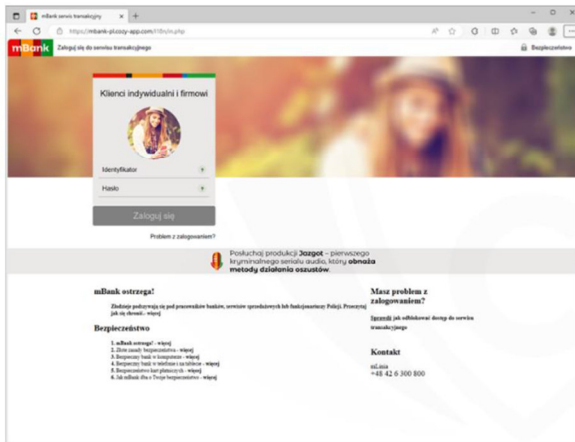 mBank serwis transakcyjny
https://mbank-pl.cozy-app.com/
mBank Zaloguj się do serwisu transakcyjnego
Bezpieczeństwo
Klienci indywidualni i firmowi
Identyfikator
Hasło
Zaloguj się
Problem z zalogowaniem?
Posłuchaj produkcji Jazgot – pierwszego
kryminalnego serialu audio, który obnaża
metody działania oszustów.
mBank ostrzega!
Złodzieje podszywają się pod pracowników banków, serwisów sprzedażowych lub funkcjonariuszy Policji. Przeczytaj
jak się chronić. - więcej
Bezpieczeństwo
1. mBank ostrzega! - więcej
2. Złote zasady bezpieczeństwa - więcej
3. Bezpieczny bank w komputerze - więcej
4. Bezpieczny bank w telefonie i na tablecie - więcej
5. Bezpieczeństwo kart płatniczych - więcej
6. Jak mBank dba o Twoje bezpieczeństwo - więcej
Masz problem z
zalogowaniem?
Sprawdź jak odblokować dostęp do serwisu
transakcyjnego
Kontakt
+48 42 6 300 800